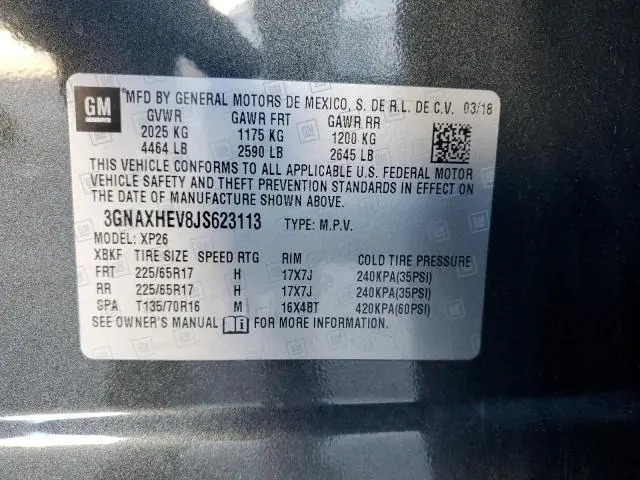 GM
MFD BY GENERAL MOTORS DE MEXICO, S. DE R.L. DE C.V. 03/18
GVWR GAWR FRT GAWR RR
2025 KG 1175 KG 1200 KG
4464 LB 2590 LB 2645 LB
THIS VEHICLE CONFORMS TO ALL APPLICABLE U.S. FEDERAL MOTOR
VEHICLE SAFETY AND THEFT PREVENTION STANDARDS IN EFFECT ON
THE DATE OF MANUFACTURE SHOWN ABOVE.
3GNAXHEV8JS623113 TYPE: M.P.V.
MODEL: XP26
XBKF TIRE SIZE SPEED RTG RIM COLD TIRE PRESSURE
FRT 225/65R17 H 17X7J 240KPA(35PSI)
RR 225/65R17 H 17X7J 240KPA(35PSI)
SPA T135/70R16 M 16X4BT 420KPA(60PSI)
SEE OWNER'S MANUAL FOR MORE INFORMATION.